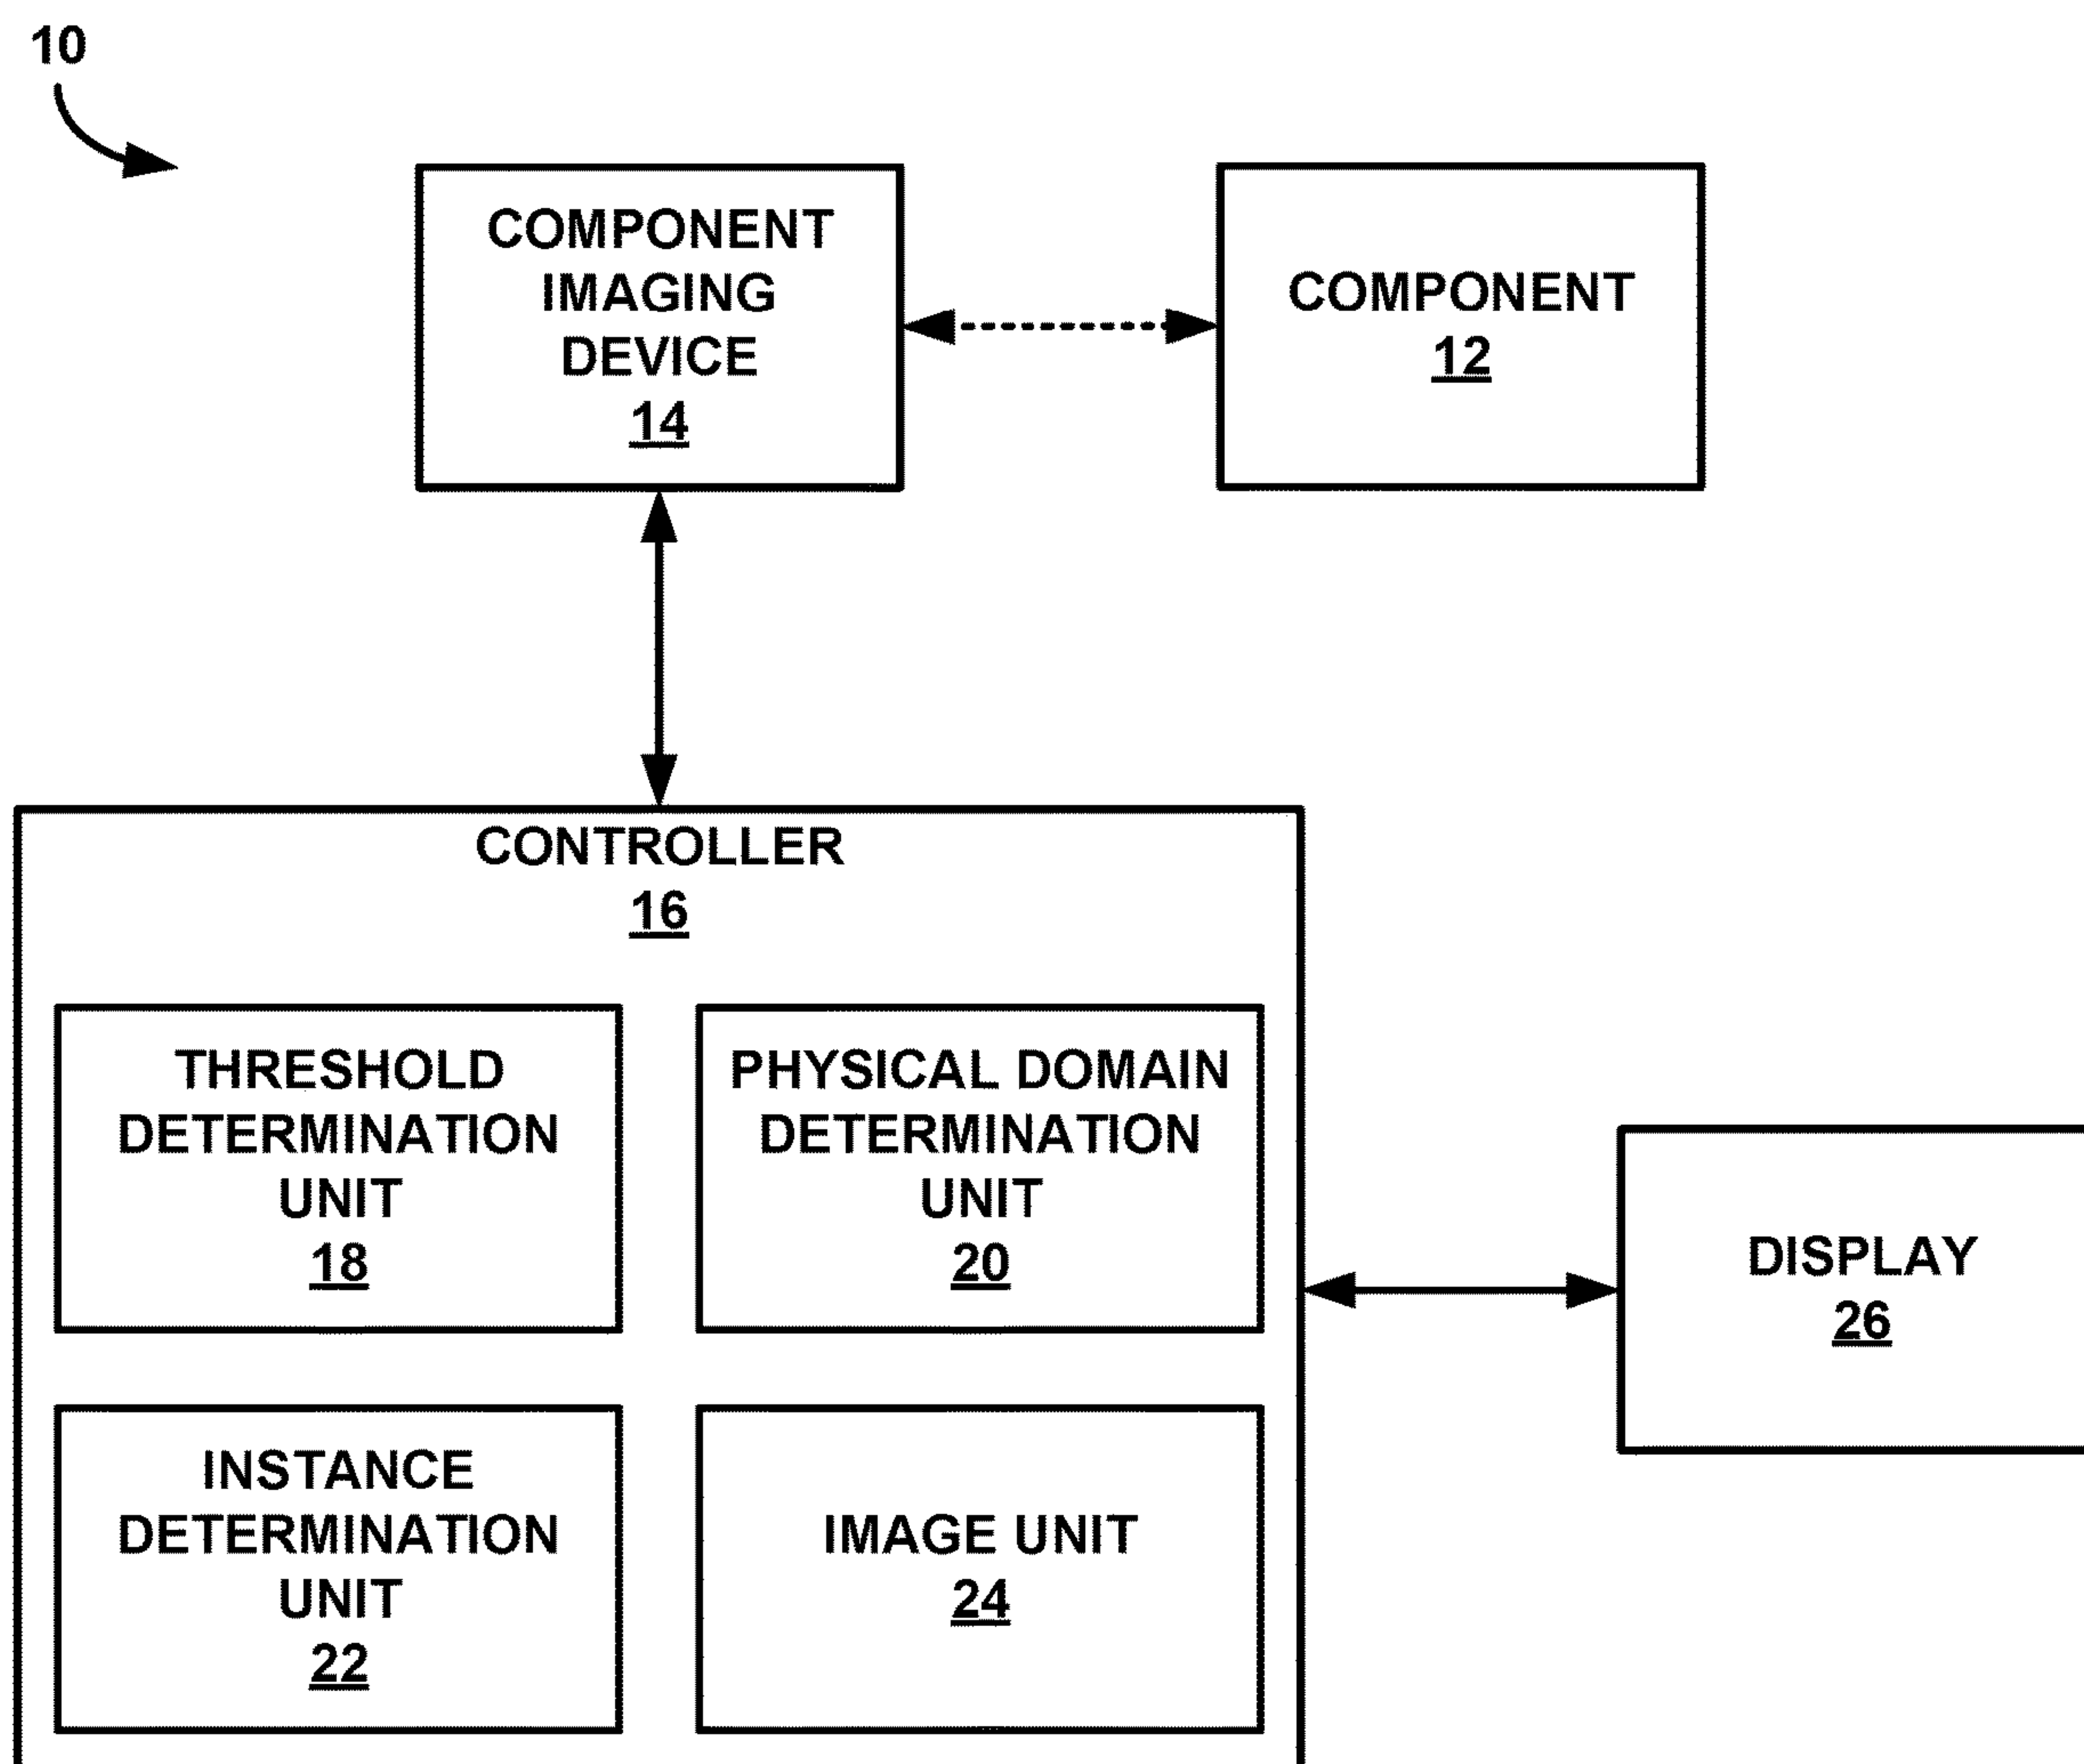 10
COMPONENT
IMAGING
DEVICE
14
COMPONENT
12
CONTROLLER
16
THRESHOLD
DETERMINATION
UNIT
18
PHYSICAL DOMAIN
DETERMINATION
UNIT
20
INSTANCE
DETERMINATION
UNIT
22
IMAGE UNIT
24
DISPLAY
26